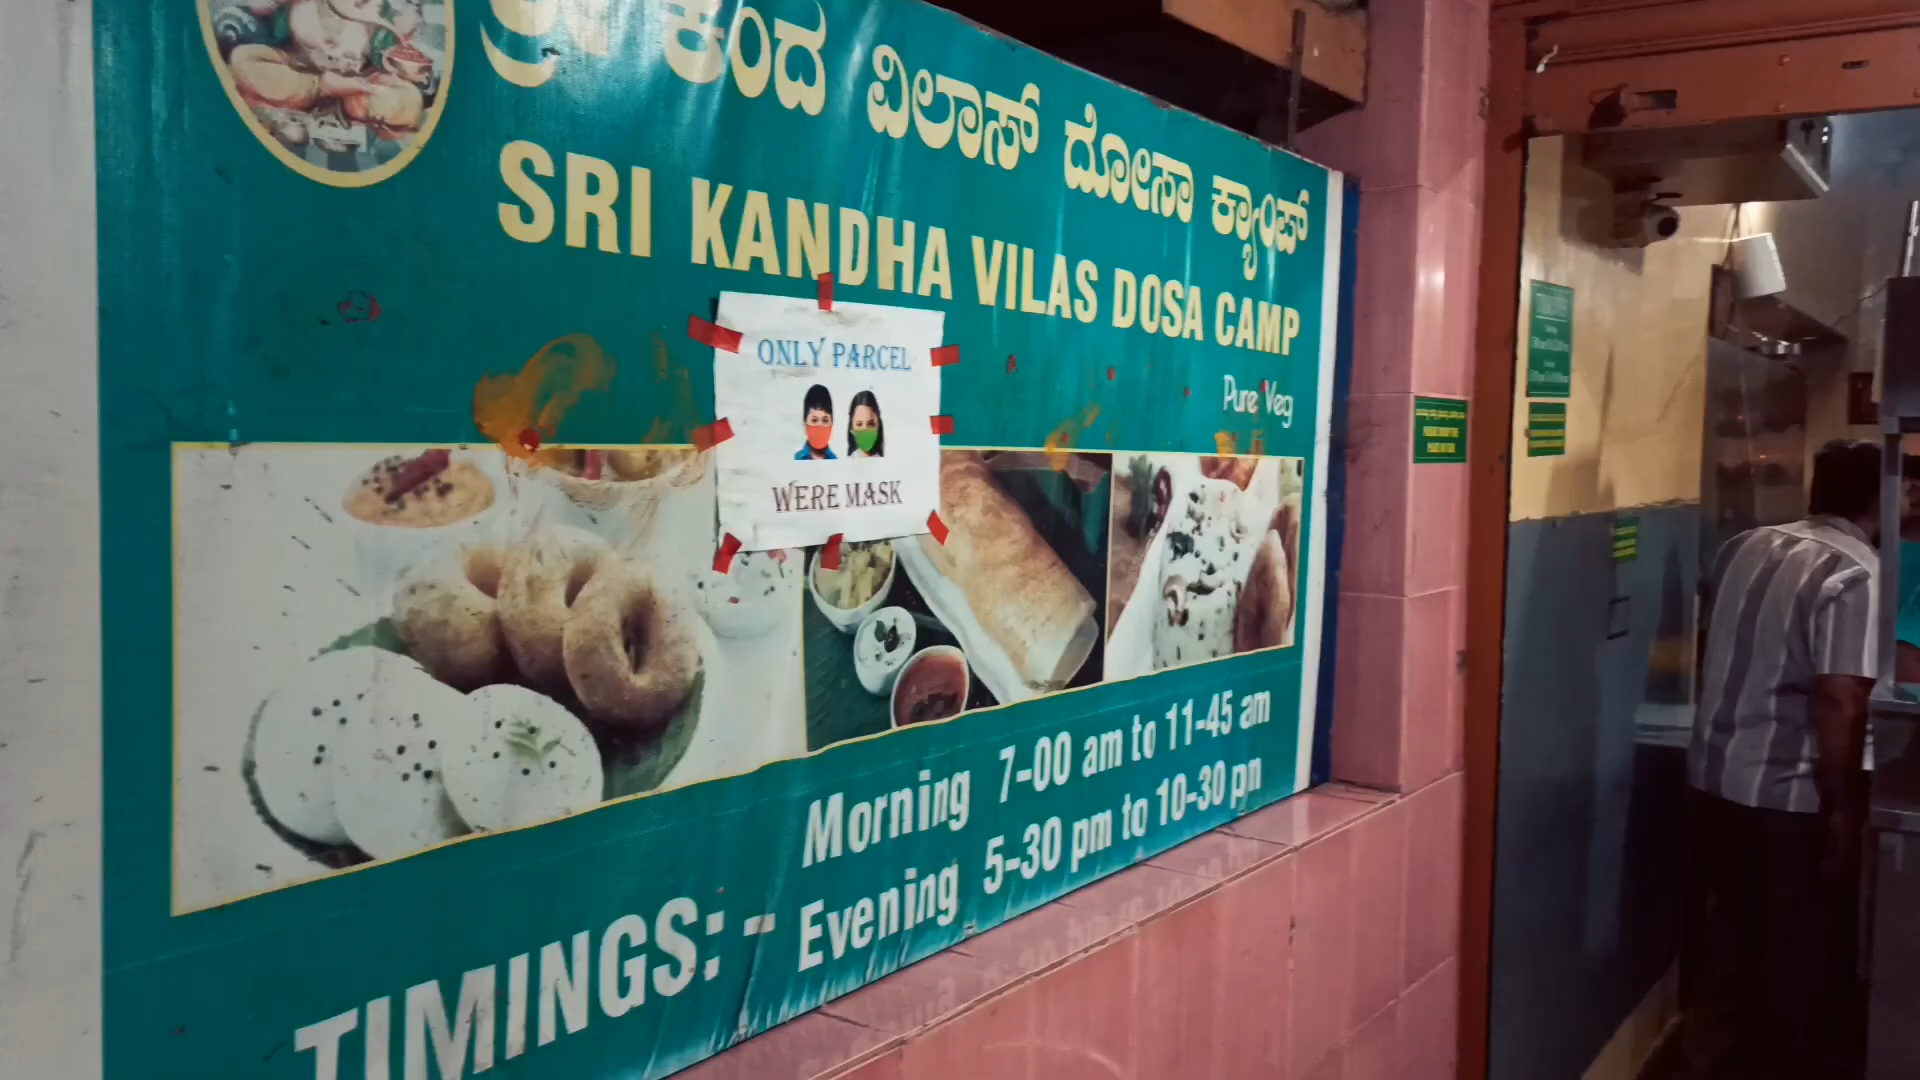 ಶ್ರೀ ಕಂದ ವಿಲಾಸ್ ದೋಸಾ ಕ್ಯಾಂಪ್
SRI KANDHA VILAS DOSA CAMP
Pure Veg
ONLY PARCEL
WERE MASK
Morning 7-00 am to 11-45 am
TIMINGS: - Evening 5-30 pm to 10-30 pm